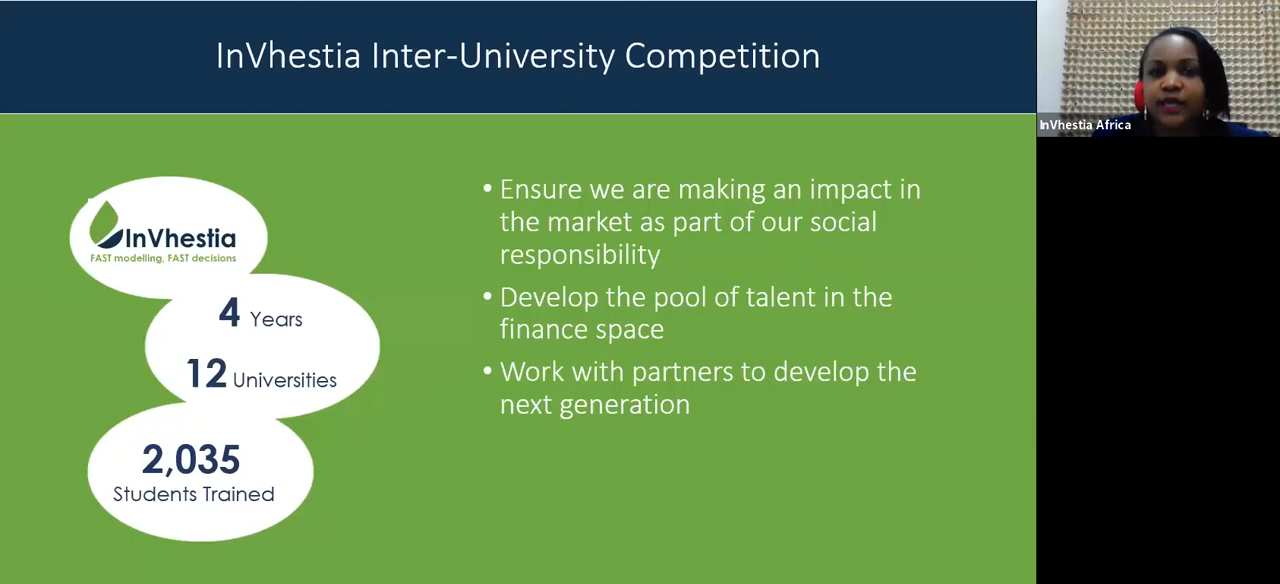 InVhestia Inter-University Competition
InVhestia
FAST modelling, FAST decisions
4 Years
12 Universities
2,035
Students Trained
• Ensure we are making an impact in
the market as part of our social
responsibility
• Develop the pool of talent in the
finance space
• Work with partners to develop the
next generation
InVhestia Africa